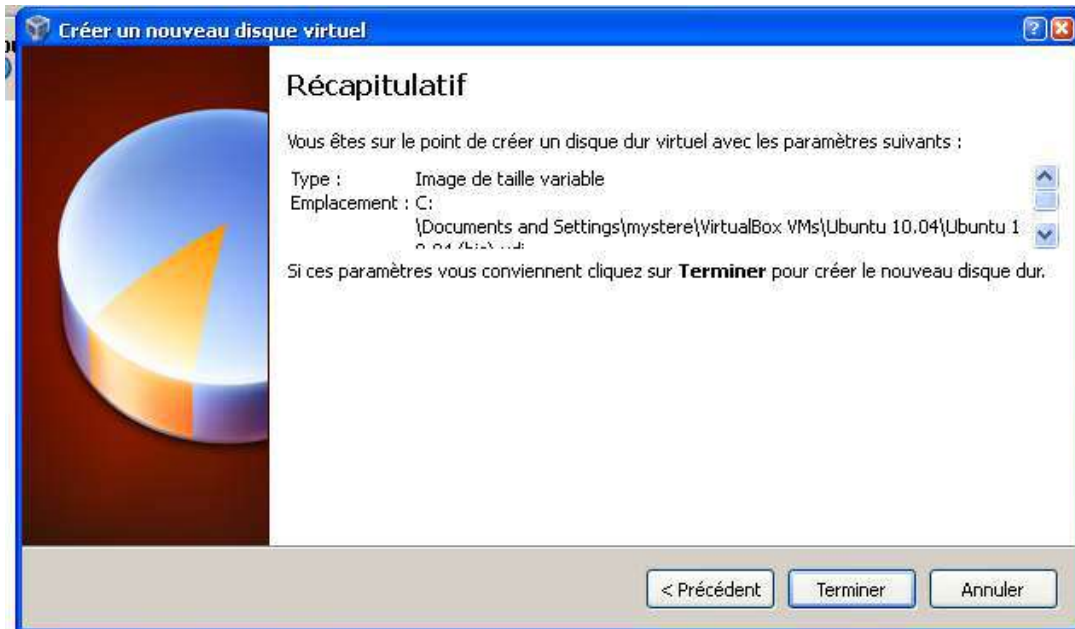 Créer un nouveau disque virtuel
Récapitulatif
Vous êtes sur le point de créer un disque dur virtuel avec les paramètres suivants :
Type : Image de taille variable
Emplacement : C:
\Documents and Settings\mystere\VirtualBox VMs\Ubuntu 10.04\Ubuntu 1
Si ces paramètres vous conviennent cliquez sur Terminer pour créer le nouveau disque dur.
< Précédent
Terminer
Annuler